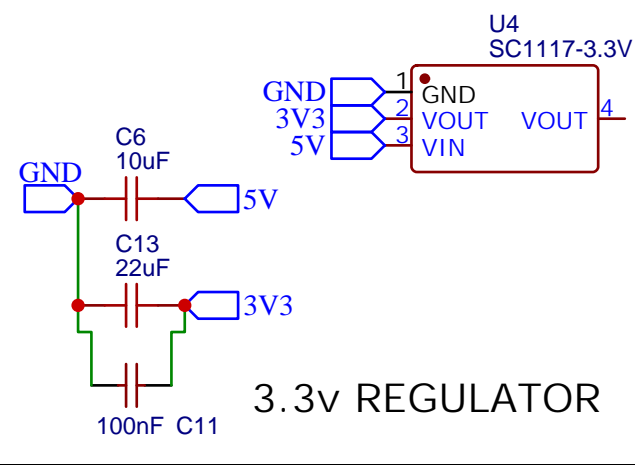 U4
SC1117-3.3V
GND 1 GND
3V3 2 VOUT VOUT 4
5V 3 VIN
C6
10uF
GND 5V
C13
22uF
3V3
100nF C11
3.3v REGULATOR